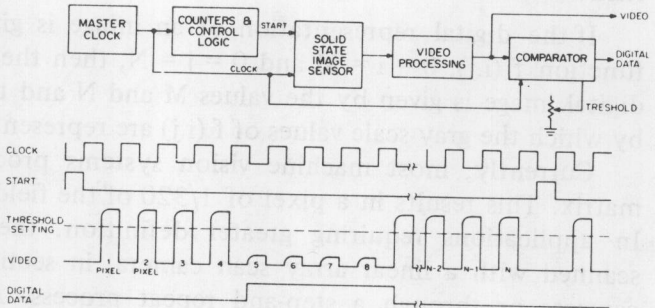 VIDEO
MASTER
CLOCK
COUNTERS &
CONTROL
LOGIC
START
CLOCK
SOLID
STATE
IMAGE
SENSOR
VIDEO
PROCESSING
COMPARATOR
DIGITAL
DATA
TRESHOLD
CLOCK
START
THRESHOLD
SETTING
VIDEO
1 2 3 4 5 6 7 8 N-2 N-1 N
PIXEL PIXEL
DIGITAL
DATA